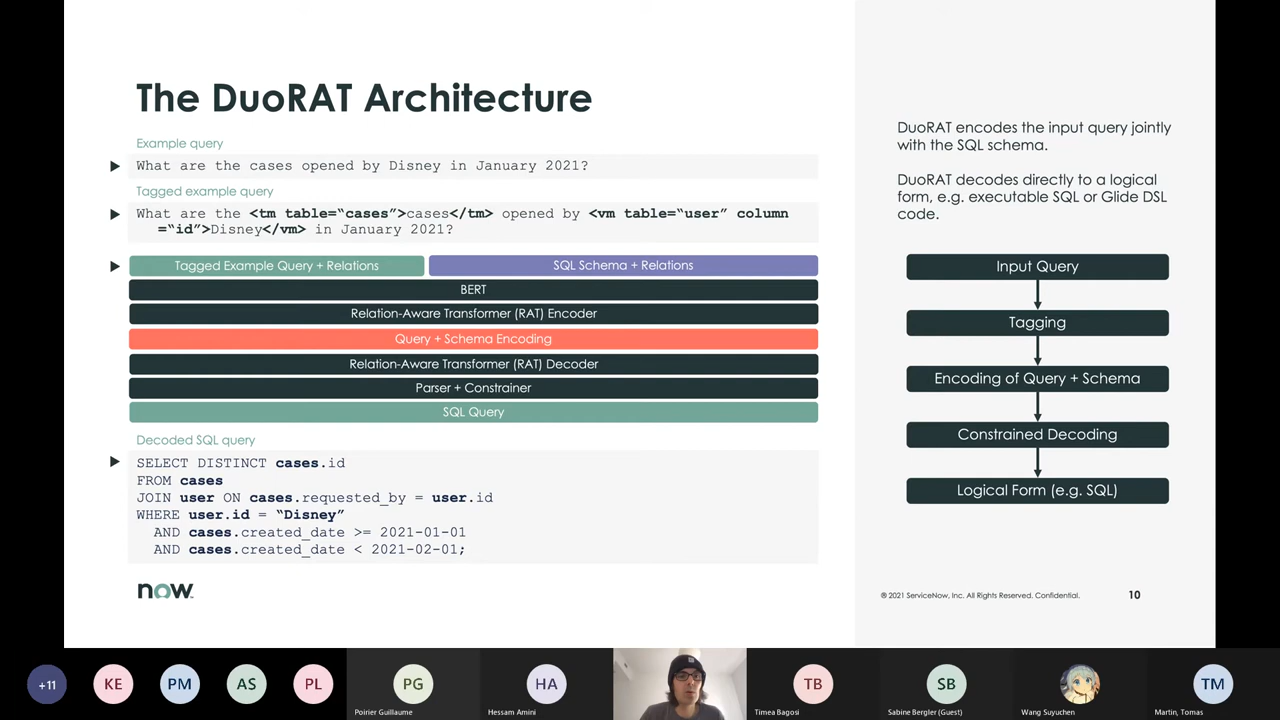 The DuoRAT Architecture
Example query
What are the cases opened by Disney in January 2021?
Tagged example query
What are the <tm table=“cases”>cases</tm> opened by <vm table=“user” column
=“id”>Disney</vm> in January 2021?
Tagged Example Query + Relations
SQL Schema + Relations
BERT
Relation-Aware Transformer (RAT) Encoder
Query + Schema Encoding
Relation-Aware Transformer (RAT) Decoder
Parser + Constrainer
SQL Query
Decoded SQL query
SELECT DISTINCT cases.id
FROM cases
JOIN user ON cases.requested_by = user.id
WHERE user.id = “Disney”
AND cases.created_date >= 2021-01-01
AND cases.created_date < 2021-02-01;
now
DuoRAT encodes the input query jointly
with the SQL schema.
DuoRAT decodes directly to a logical
form, e.g. executable SQL or Glide DSL
code.
Input Query
Tagging
Encoding of Query + Schema
Constrained Decoding
Logical Form (e.g. SQL)
® 2021 ServiceNow, Inc. All Rights Reserved. Confidential.
10
+11
KE
PM
AS
PL
PG
Poirier Guillaume
HA
Hessam Amini
TB
Timea Bagosi
SB
Sabine Bergler (Guest)
Wang Suyuchen
TM
Martin, Tomas